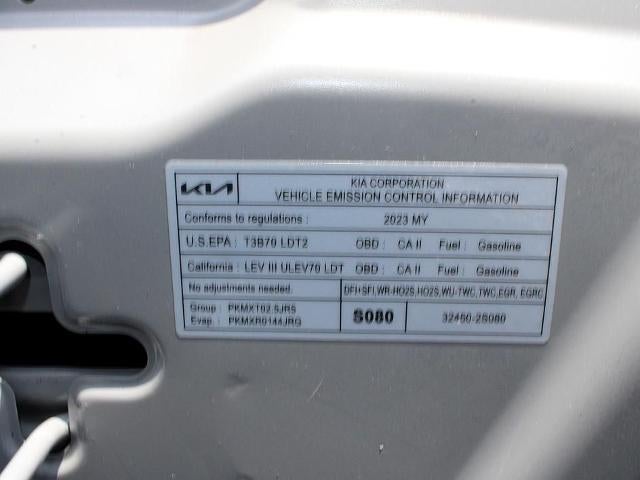 KIA
KIA CORPORATION
VEHICLE EMISSION CONTROL INFORMATION
Conforms to regulations : 2023 MY
U.S.EPA : T3B70 LDT2 OBD : CA II Fuel : Gasoline
California : LEV III ULEV70 LDT OBD : CA II Fuel : Gasoline
No adjustments needed. DFI+SFI,WR-HO2S,HO2S,WU-TWC,TWC,EGR, EGRC
Group : PKMXT02.5JRS
Evap : PKMXR0144JRG
S080
32450-2S080